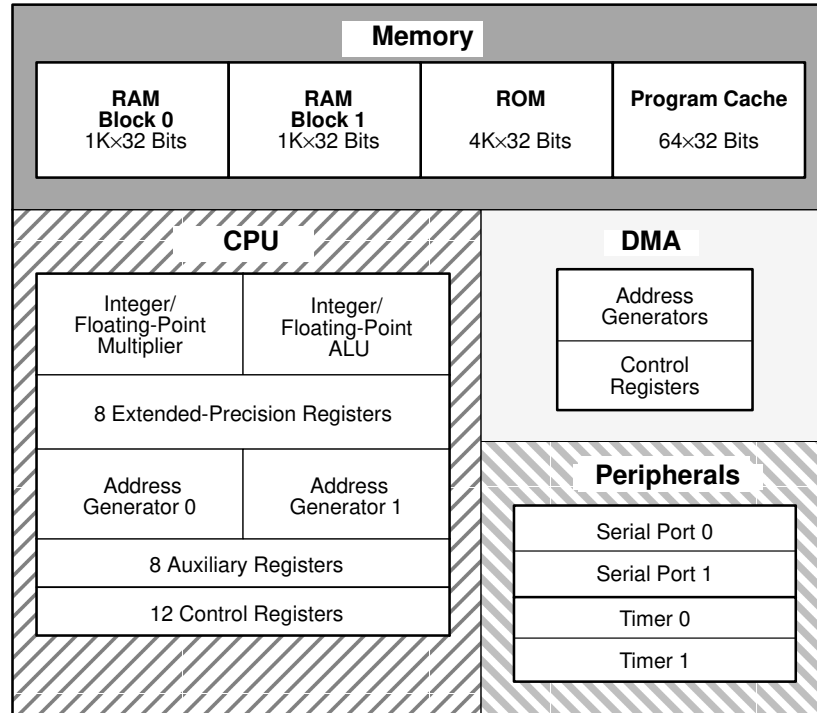 Memory
RAM
Block 0
1K×32 Bits
RAM
Block 1
1K×32 Bits
ROM
4K×32 Bits
Program Cache
64×32 Bits
CPU
Integer/
Floating-Point
Multiplier
Integer/
Floating-Point
ALU
8 Extended-Precision Registers
Address
Generator 0
Address
Generator 1
8 Auxiliary Registers
12 Control Registers
DMA
Address
Generators
Control
Registers
Peripherals
Serial Port 0
Serial Port 1
Timer 0
Timer 1